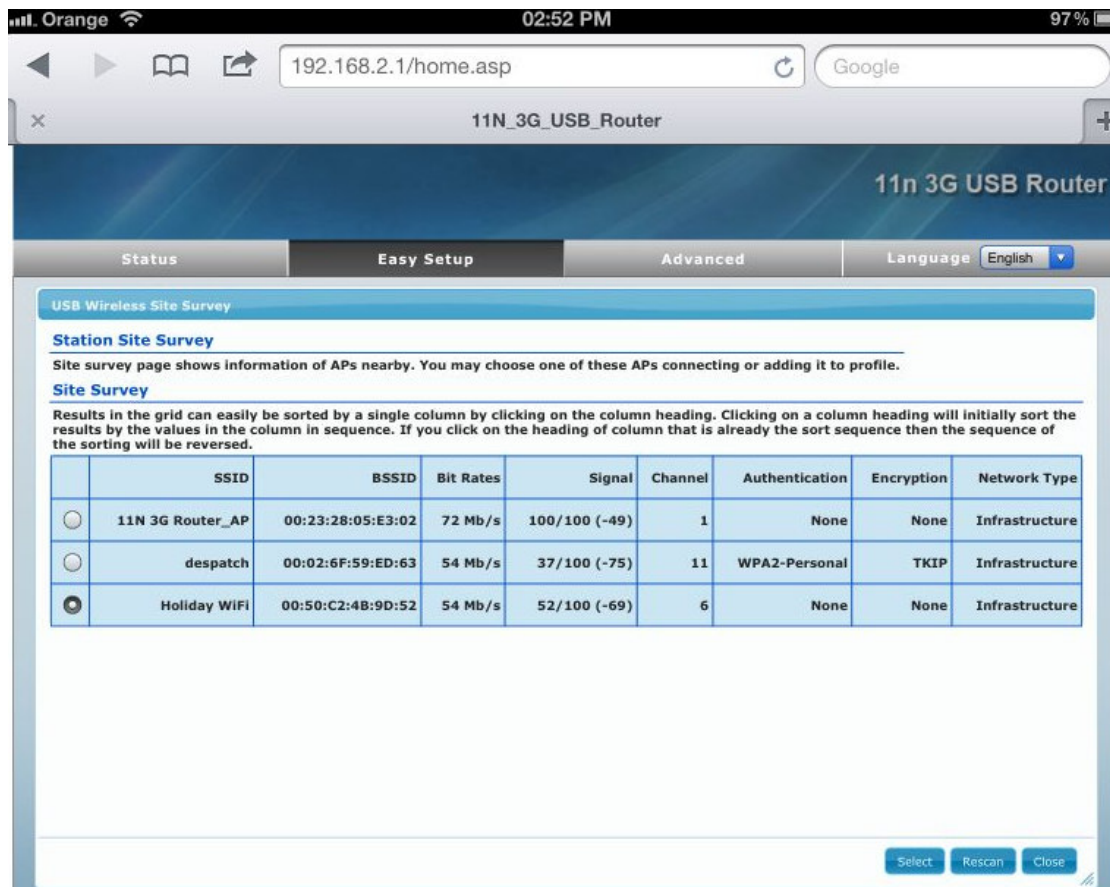 Orange 02:52 PM 97%
192.168.2.1/home.asp Google
11N_3G_USB_Router
11n 3G USB Router
Status Easy Setup Advanced Language English
USB Wireless Site Survey
Station Site Survey
Site survey page shows information of APs nearby. You may choose one of these APs connecting or adding it to profile.
Site Survey
Results in the grid can easily be sorted by a single column by clicking on the column heading. Clicking on a column heading will initially sort the
results by the values in the column in sequence. If you click on the heading of column that is already the sort sequence then the sequence of
the sorting will be reversed.
SSID BSSID Bit Rates Signal Channel Authentication Encryption Network Type
11N 3G Router_AP 00:23:28:05:E3:02 72 Mb/s 100/100 (-49) 1 None None Infrastructure
despatch 00:02:6F:59:ED:63 54 Mb/s 37/100 (-75) 11 WPA2-Personal TKIP Infrastructure
Holiday WiFi 00:50:C2:4B:9D:52 54 Mb/s 52/100 (-69) 6 None None Infrastructure
Select Rescan Close